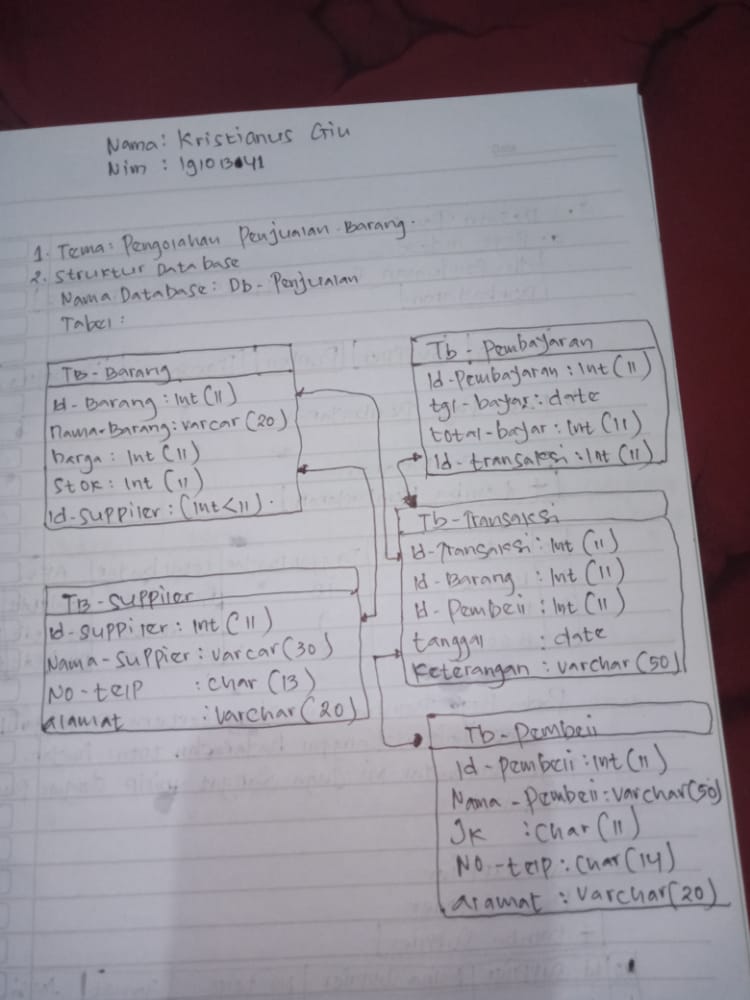 Nama: Kristianus Giu
Nim : 191013041
1. Tema: Pengolahan Penjualan Barang.
2. Struktur Database
Nama Database: Db-Penjualan
Tabel:
TB-Barang
Id-Barang: Int (11)
Nama-Barang: varcar (20)
harga: Int (11)
Stok: Int (11)
Id-Suppiler: (Int<11).
TB-Suppiler
Id-suppiler: Int (11)
Nama-Suppier: varcar (30)
No-telp : char (13)
alamat : varchar (20)
Tb-Pembayaran
Id-Pembayaran: Int (11)
tgl-bayar: date
total-bayar: Int (11)
Id-transaksi: Int (11)
Tb-Transaksi
Id-Transaksi: Int (11)
Id-Barang : Int (11)
Id-Pembeli : Int (11)
tanggal : date
Keterangan : varchar (50)
Tb-Pembeli
Id-pembeli: Int (11)
Nama-Pembeli: varchar (50)
JK : char (11)
No-telp: char (14)
alamat : varchar (20)